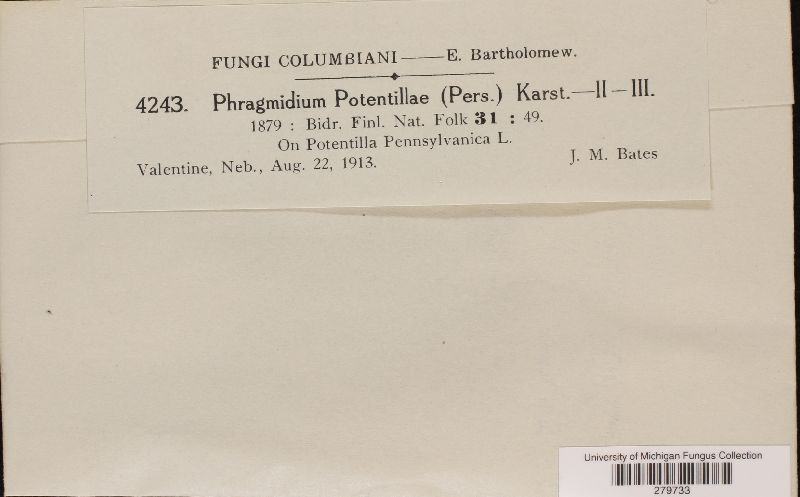 FUNGI COLUMBIANI——E. Bartholomew.
4243. Phragmidium Potentillae (Pers.) Karst.—II—III.
1879 : Bidr. Finl. Nat. Folk 31 : 49.
On Potentilla Pennsylvanica L.
Valentine, Neb., Aug. 22, 1913. J. M. Bates
University of Michigan Fungus Collection
279733